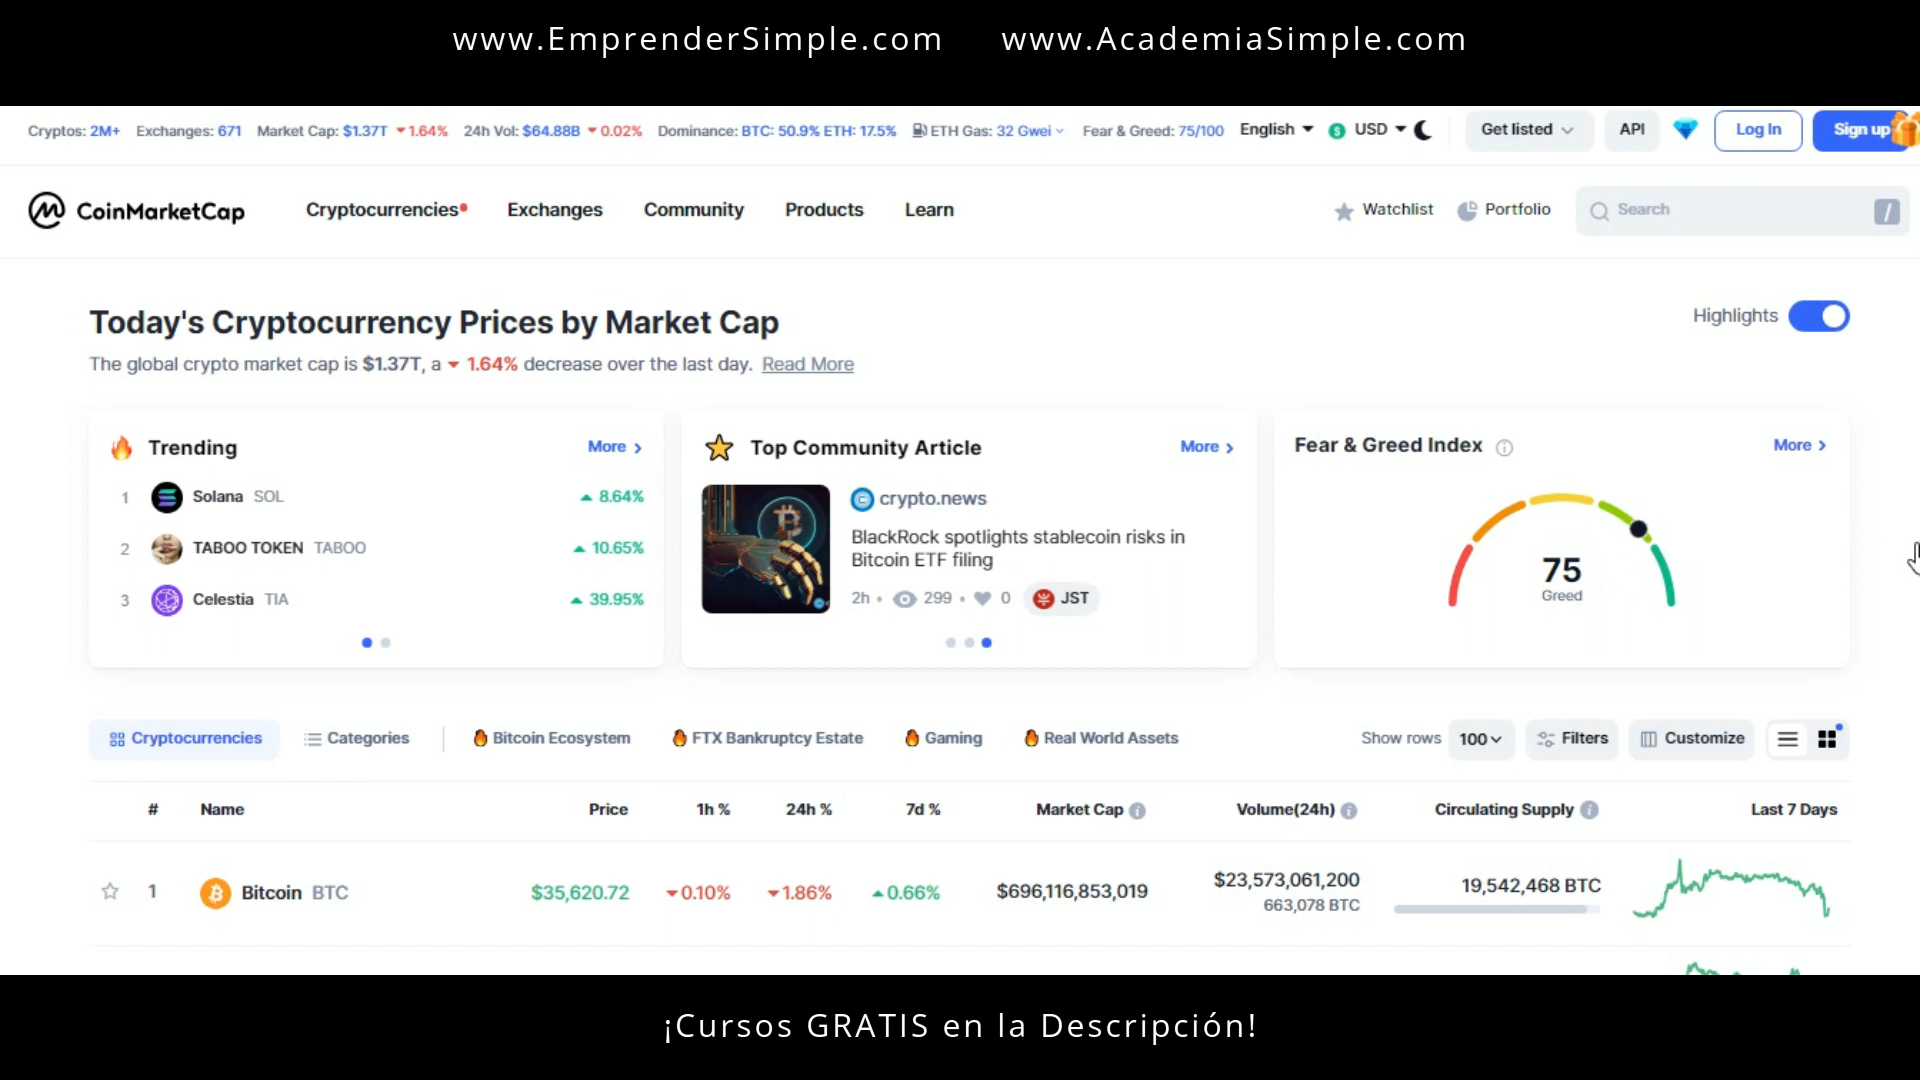 www.EmprenderSimple.com www.AcademiaSimple.com
Cryptos: 2M+ Exchanges: 671 Market Cap: $1.37T 1.64% 24h Vol: $64.88B 0.02% Dominance: BTC: 50.9% ETH: 17.5% ETH Gas: 32 Gwei Fear & Greed: 75/100 English USD Get listed API Log In Sign up
CoinMarketCap Cryptocurrencies Exchanges Community Products Learn Watchlist Portfolio Search /
Today's Cryptocurrency Prices by Market Cap Highlights
The global crypto market cap is $1.37T, a 1.64% decrease over the last day. Read More
Trending More
1 Solana SOL 8.64%
2 TABOO TOKEN TABOO 10.65%
3 Celestia TIA 39.95%
Top Community Article More
crypto.news
BlackRock spotlights stablecoin risks in
Bitcoin ETF filing
2h • 299 • 0 JST
Fear & Greed Index More
75
Greed
Cryptocurrencies Categories Bitcoin Ecosystem FTX Bankruptcy Estate Gaming Real World Assets Show rows 100 Filters Customize
# Name Price 1h % 24h % 7d % Market Cap Volume(24h) Circulating Supply Last 7 Days
1 Bitcoin BTC $35,620.72 0.10% 1.86% 0.66% $696,116,853,019 $23,573,061,200 19,542,468 BTC
663,078 BTC
¡Cursos GRATIS en la Descripción!